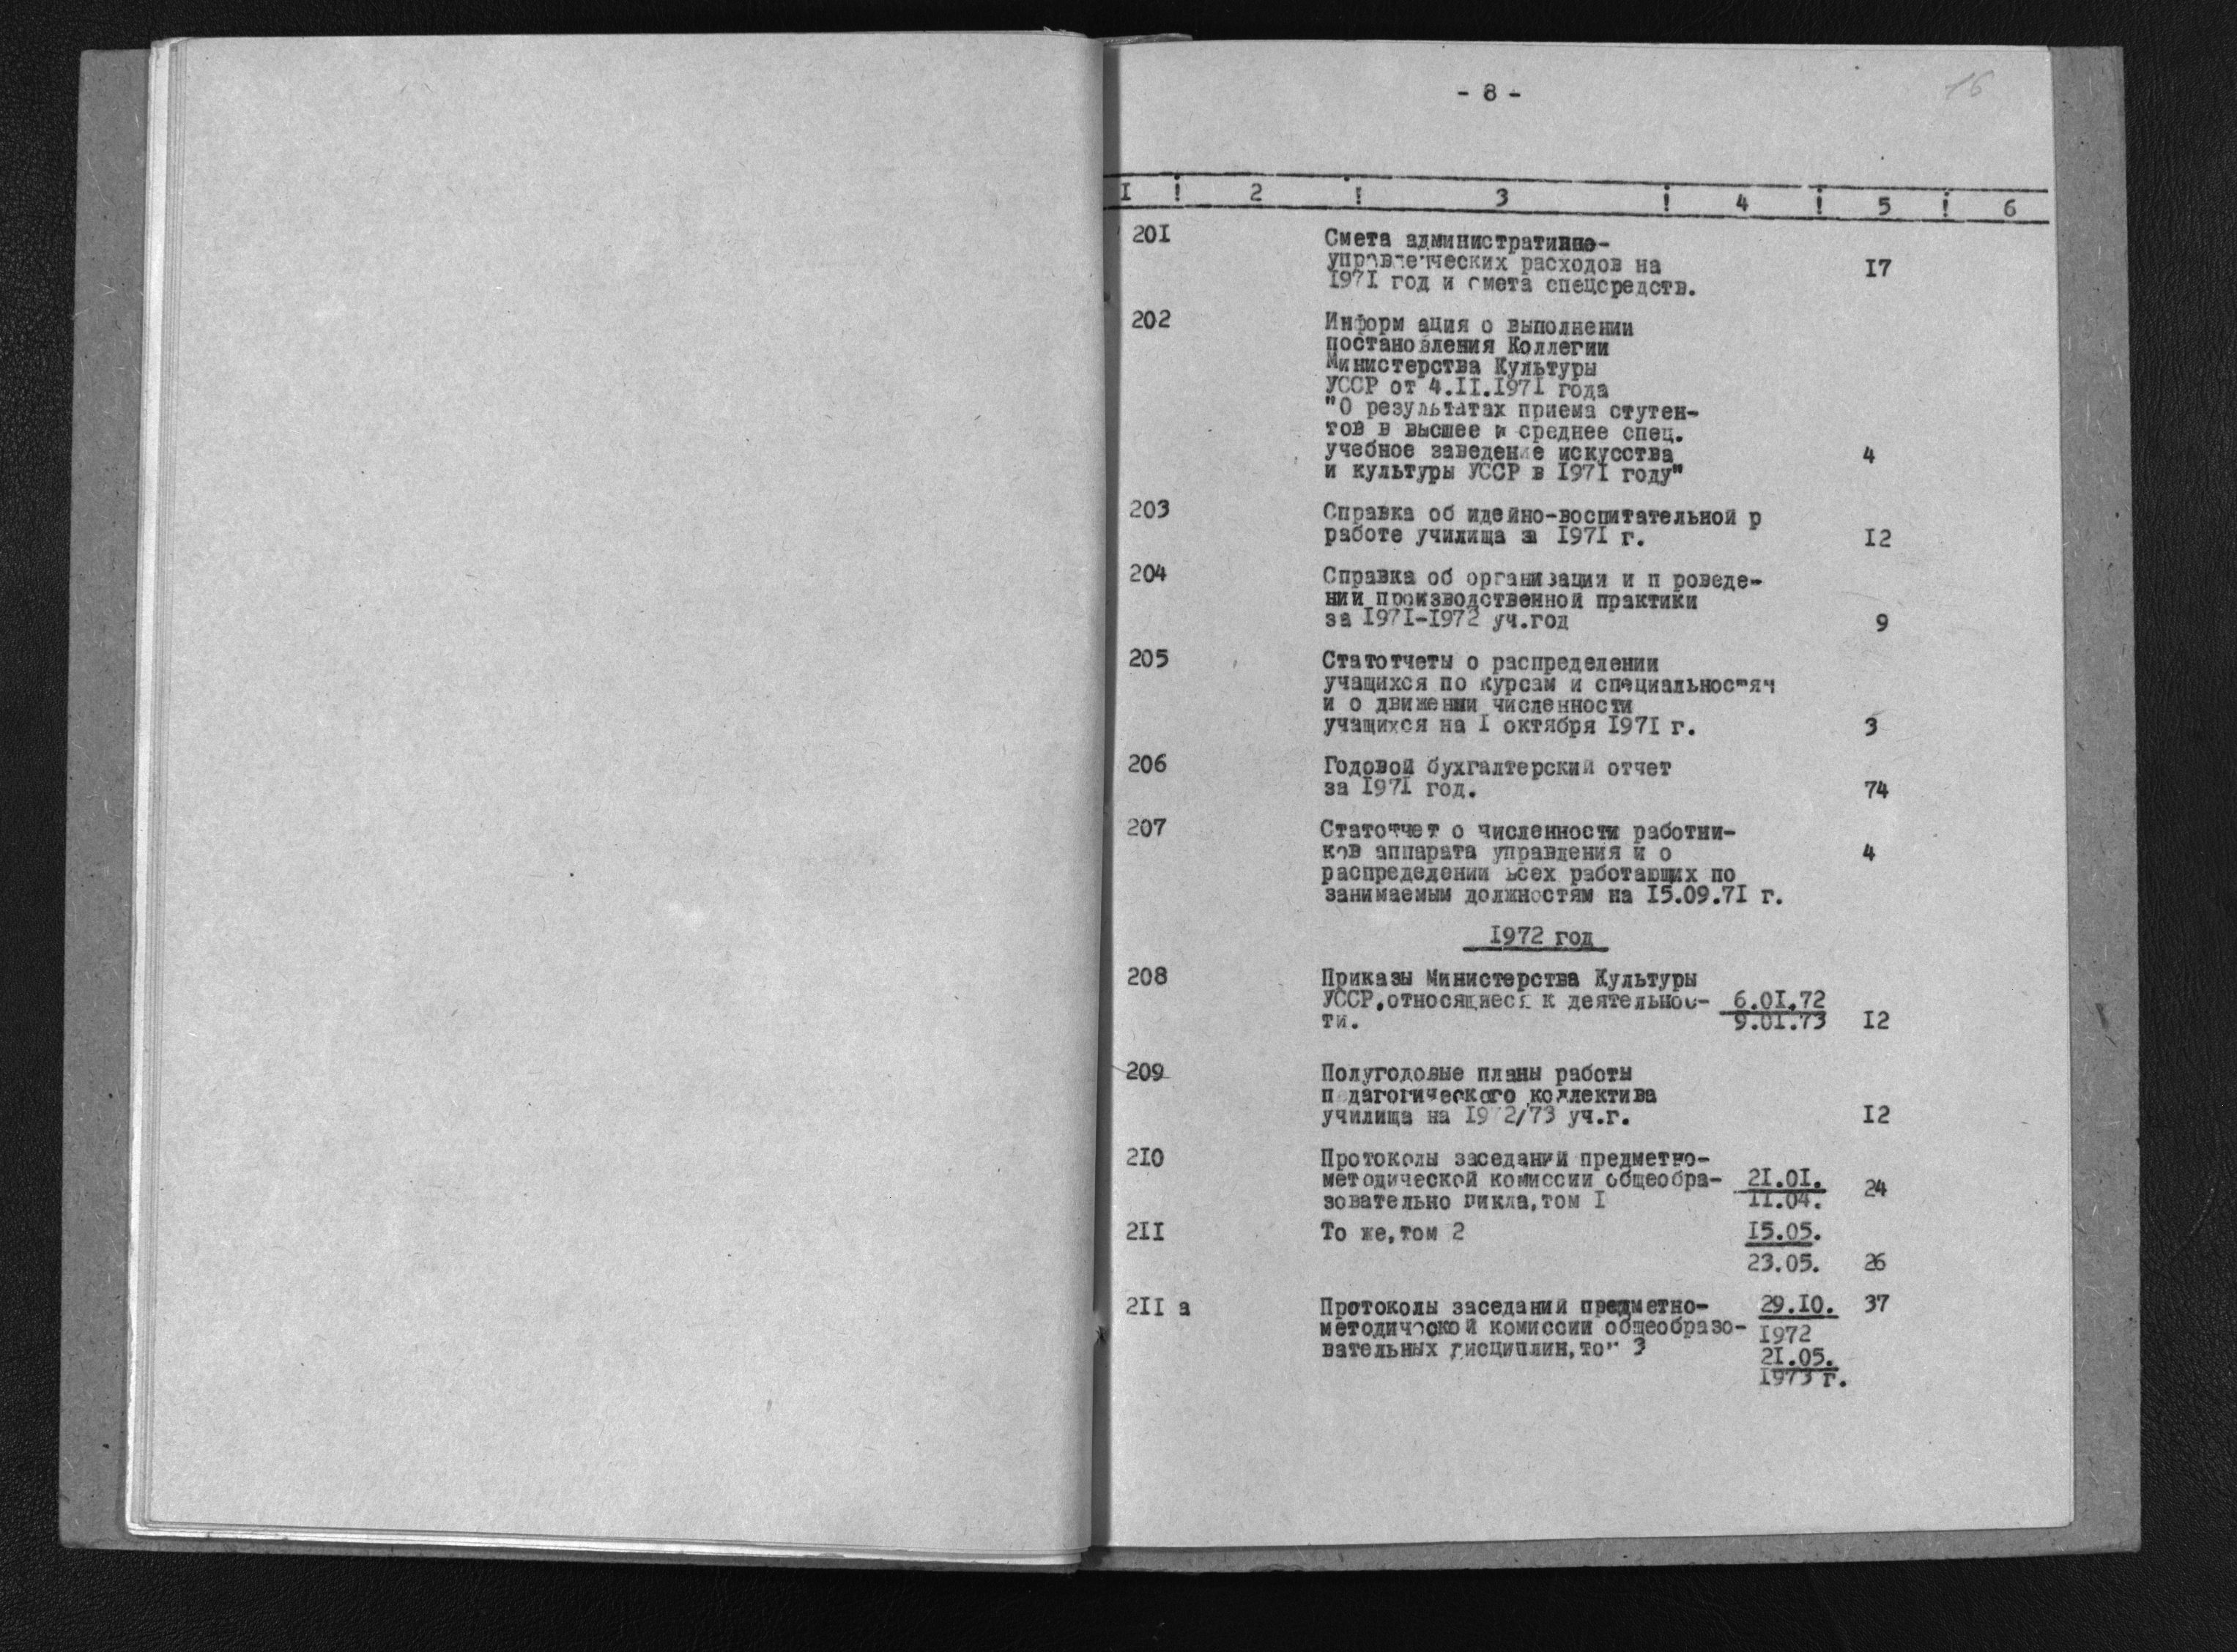 - 8 -
16
I ! 2 ! 3 ! 4 ! 5 ! 6
201 Смета административно-
управленческих расходов на 17
1971 год и смета спецсредств.
202 Информ ация о выполнении
постановления Коллегии
Министерства Культуры
УССР от 4.II.1971 года
"О результатах приема стутен-
тов в высшее и среднее спец.
учебное заведение искусства 4
и культуры УССР в 1971 году"
203 Справка об идейно-воспитательной р
работе училища за 1971 г. 12
204 Справка об организации и п роведе-
нии производственной практики
за 1971-1972 уч.год 9
205 Статотчеты о распределении
учащихся по курсам и специальностям
и о движении численности
учащихся на I октября 1971 г. 3
206 Годовой бухгалтерский отчет
за 1971 год. 74
207 Статотчет о численности работни-
ков аппарата управления и о 4
распредедении всех работающих по
занимаемым должностям на 15.09.71 г.
1972 год
208 Приказы Министерства Культуры
УССР,относящиеся к деятельнос- 6.01.72
ти. 9.01.73 12
209 Полугодовые планы работы
педагогического коллектива
училища на 1972/73 уч.г. 12
210 Протоколы заседаний предметно-
методической комиссии общеобра- 21.01. 24
зовательно цикла,том I 11.04.
211 То же,том 2 15.05.
23.05. 26
211 а Протоколы заседаний предметно- 29.10. 37
методической комиссии общеобразо- 1972
вательных дисциплин,том 3 21.05.
1973 г.